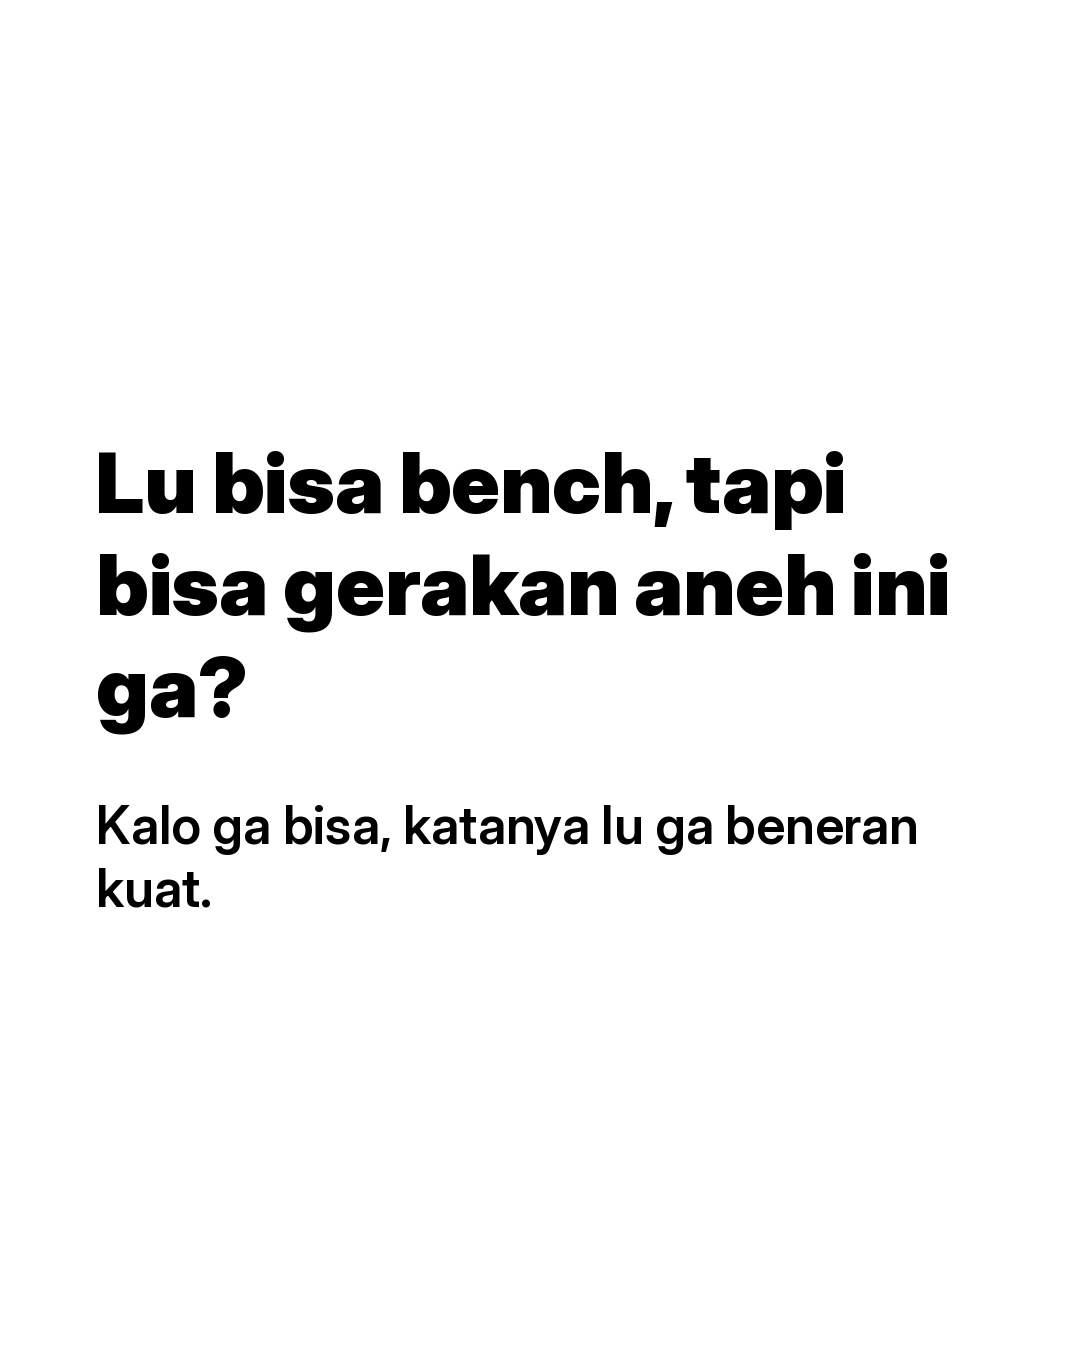 Lu bisa bench, tapi
bisa gerakan aneh ini
ga?
Kalo ga bisa, katanya lu ga beneran
kuat.